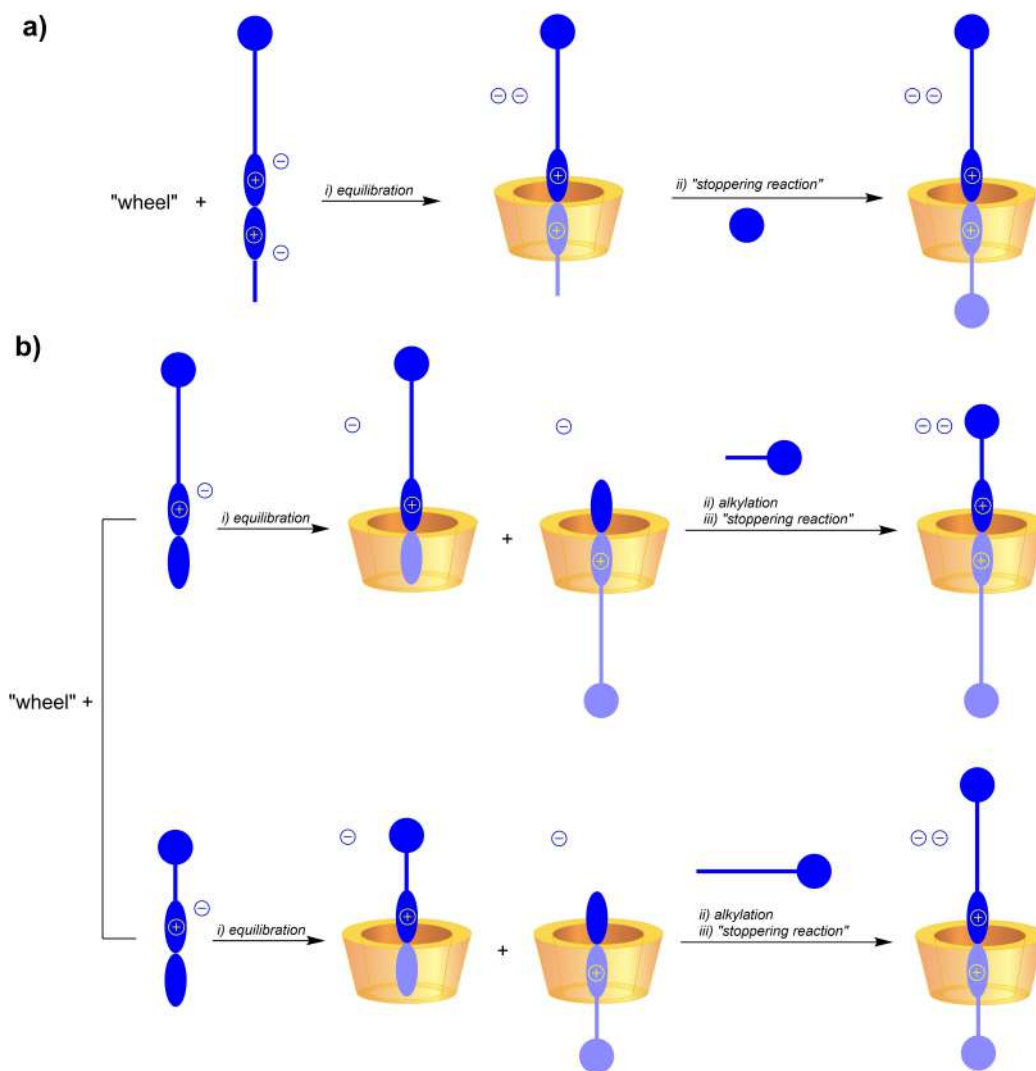 a)
"wheel" +
i) equilibration
ii) "stoppering reaction"
b)
"wheel" +
i) equilibration
+
ii) alkylation
iii) "stoppering reaction"
i) equilibration
+
ii) alkylation
iii) "stoppering reaction"